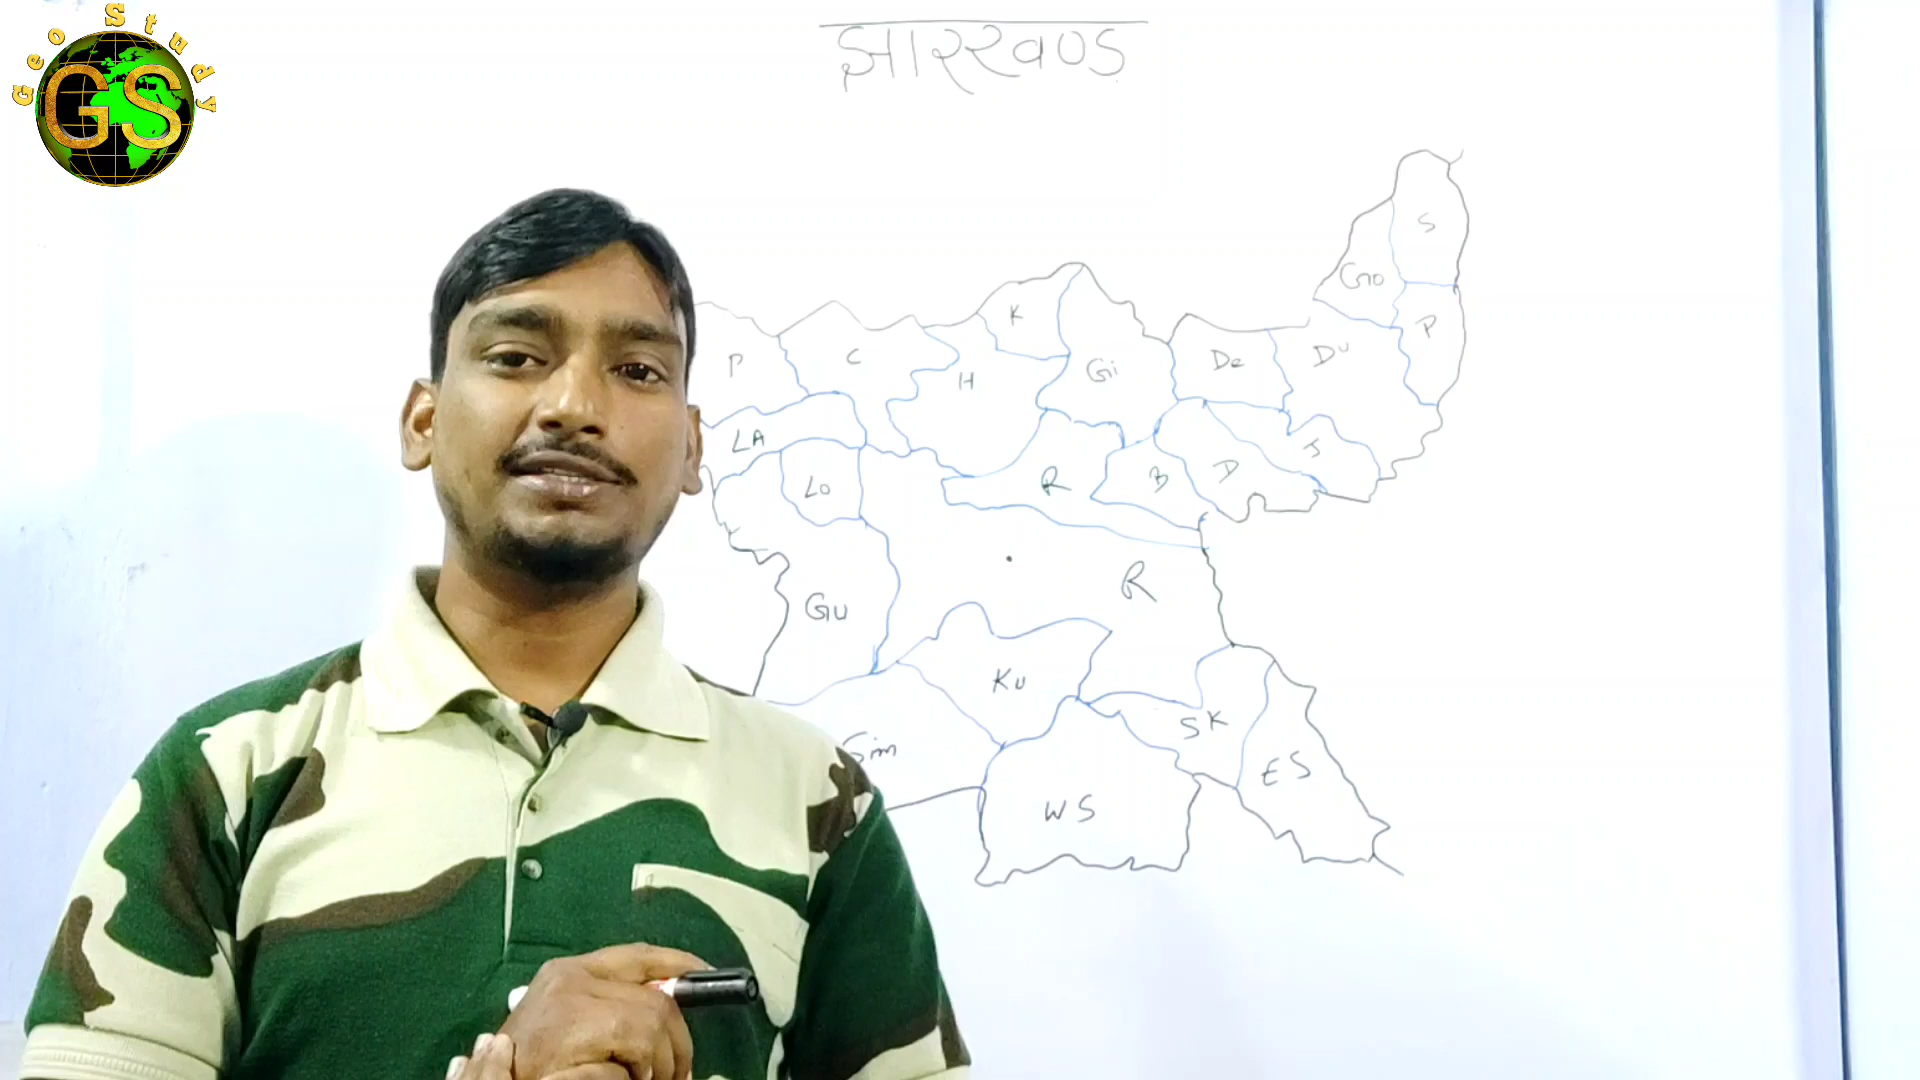 Geo Study
GS
झारखण्ड
S
Go
P
K
P
C
H
Gi
De
Du
LA
Lo
R
B
D
J
Gu
R
Ku
Sim
SK
ES
WS